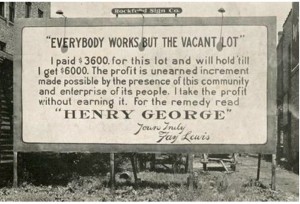 Rockford Sign Co.
"EVERYBODY WORKS BUT THE VACANT LOT"
I paid $3600. for this lot and will hold 'till
I get $6000. The profit is unearned increment
made possible by the presence of this community
and enterprise of its people. I take the profit
without earning it. For the remedy read
"HENRY GEORGE"
Yours truly
Fay Lewis